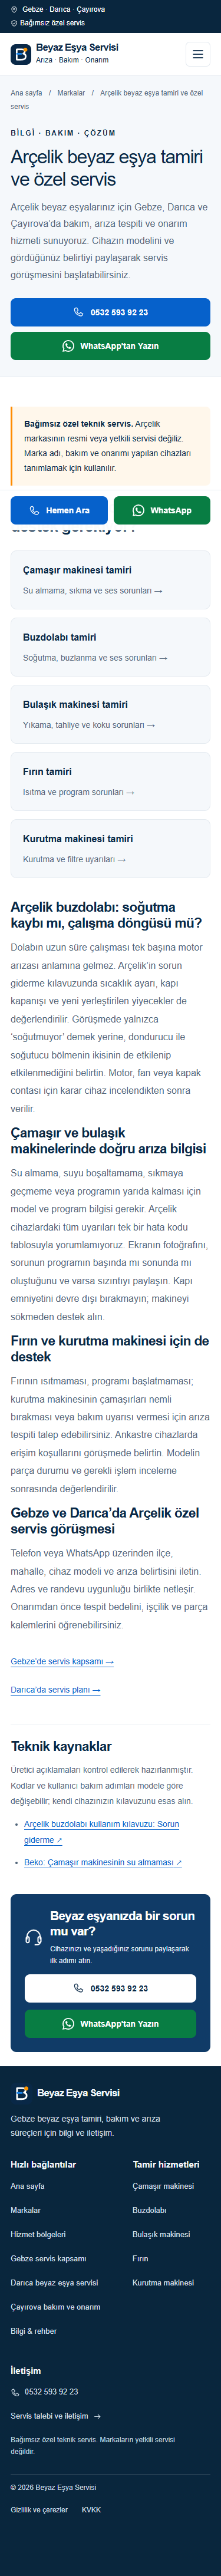 Gebze · Darıca · Çayırova
Bağımsız özel servis
Beyaz Eşya Servisi
Arıza · Bakım · Onarım
Ana sayfa / Markalar / Arçelik beyaz eşya tamiri ve özel
servis
BİLGİ · BAKIM · ÇÖZÜM
Arçelik beyaz eşya tamiri
ve özel servis
Arçelik beyaz eşyalarınız için Gebze, Darıca ve
Çayırova'da bakım, arıza tespiti ve onarım
hizmeti sunuyoruz. Cihazın modelini ve
gördüğünüz belirtiyi paylaşarak servis
görüşmesini başlatabilirsiniz.
0532 593 92 23
WhatsApp'tan Yazın
Bağımsız özel teknik servis. Arçelik
markasının resmi veya yetkili servisi değiliz.
Marka adı, bakım ve onarımı yapılan cihazları
tanımlamak için kullanılır.
Hemen Ara
WhatsApp
Çamaşır makinesi tamiri
Su almama, sıkma ve ses sorunları →
Buzdolabı tamiri
Soğutma, buzlanma ve ses sorunları →
Bulaşık makinesi tamiri
Yıkama, tahliye ve koku sorunları →
Fırın tamiri
Isıtma ve program sorunları →
Kurutma makinesi tamiri
Kurutma ve filtre uyarıları →
Arçelik buzdolabı: soğutma
kaybı mı, çalışma döngüsü mü?
Dolabın uzun süre çalışması tek başına motor
arızası anlamına gelmez. Arçelik'in sorun
giderme kılavuzunda sıcaklık ayarı, kapı
kapanışı ve yeni yerleştirilen yiyecekler de
değerlendirilir. Görüşmede yalnızca
'soğutmuyor' demek yerine, dondurucu ile
soğutucu bölmenin ikisinin de etkilenip
etkilenmediğini belirtin. Motor, fan veya kapak
contası için karar cihaz incelendikten sonra
verilir.
Çamaşır ve bulaşık
makinelerinde doğru arıza bilgisi
Su almama, suyu boşaltamama, sıkmaya
geçmeme veya programın yarıda kalması için
model ve program bilgisi gerekir. Arçelik
cihazlardaki tüm uyarıları tek bir hata kodu
tablosuyla yorumlamıyoruz. Ekranın fotoğrafını,
sorunun programın başında mı sonunda mı
oluştuğunu ve varsa sızıntıyı paylaşın. Kapı
emniyetini devre dışı bırakmayın; makineyi
sökmeden destek alın.
Fırın ve kurutma makinesi için de
destek
Fırının ısıtmaması, programı başlatmaması;
kurutma makinesinin çamaşırları nemli
bırakması veya bakım uyarısı vermesi için arıza
tespiti talep edebilirsiniz. Ankastre cihazlarda
erişim koşullarını görüşmede belirtin. Modelin
parça durumu ve gerekli işlem inceleme
sonrasında değerlendirilir.
Gebze ve Darıca'da Arçelik özel
servis görüşmesi
Telefon veya WhatsApp üzerinden ilçe,
mahalle, cihaz modeli ve arıza belirtisini iletin.
Adres ve randevu uygunluğu birlikte netleşir.
Onarımdan önce tespit bedelini, işçilik ve parça
kalemlerini öğrenebilirsiniz.
Gebze'de servis kapsamı →
Darıca'da servis planı →
Teknik kaynaklar
Üretici açıklamaları kontrol edilerek hazırlanmıştır.
Kodlar ve kullanıcı bakım adımları modele göre
değişebilir; kendi cihazınızın kılavuzunu esas alın.
• Arçelik buzdolabı kullanım kılavuzu: Sorun
giderme ↗
• Beko: Çamaşır makinesinin su almaması ↗
Beyaz eşyanızda bir sorun
mu var?
Cihazınızı ve yaşadığınız sorunu paylaşarak
ilk adımı atın.
0532 593 92 23
WhatsApp'tan Yazın
Beyaz Eşya Servisi
Gebze beyaz eşya tamiri, bakım ve arıza
süreçleri için bilgi ve iletişim.
Hızlı bağlantılar
Ana sayfa
Markalar
Hizmet bölgeleri
Gebze servis kapsamı
Darıca beyaz eşya servisi
Çayırova bakım ve onarım
Bilgi & rehber
Tamir hizmetleri
Çamaşır makinesi
Buzdolabı
Bulaşık makinesi
Fırın
Kurutma makinesi
İletişim
0532 593 92 23
Servis talebi ve iletişim →
Bağımsız özel teknik servis. Markaların yetkili servisi
değildir.
© 2026 Beyaz Eşya Servisi
Gizlilik ve çerezler KVKK